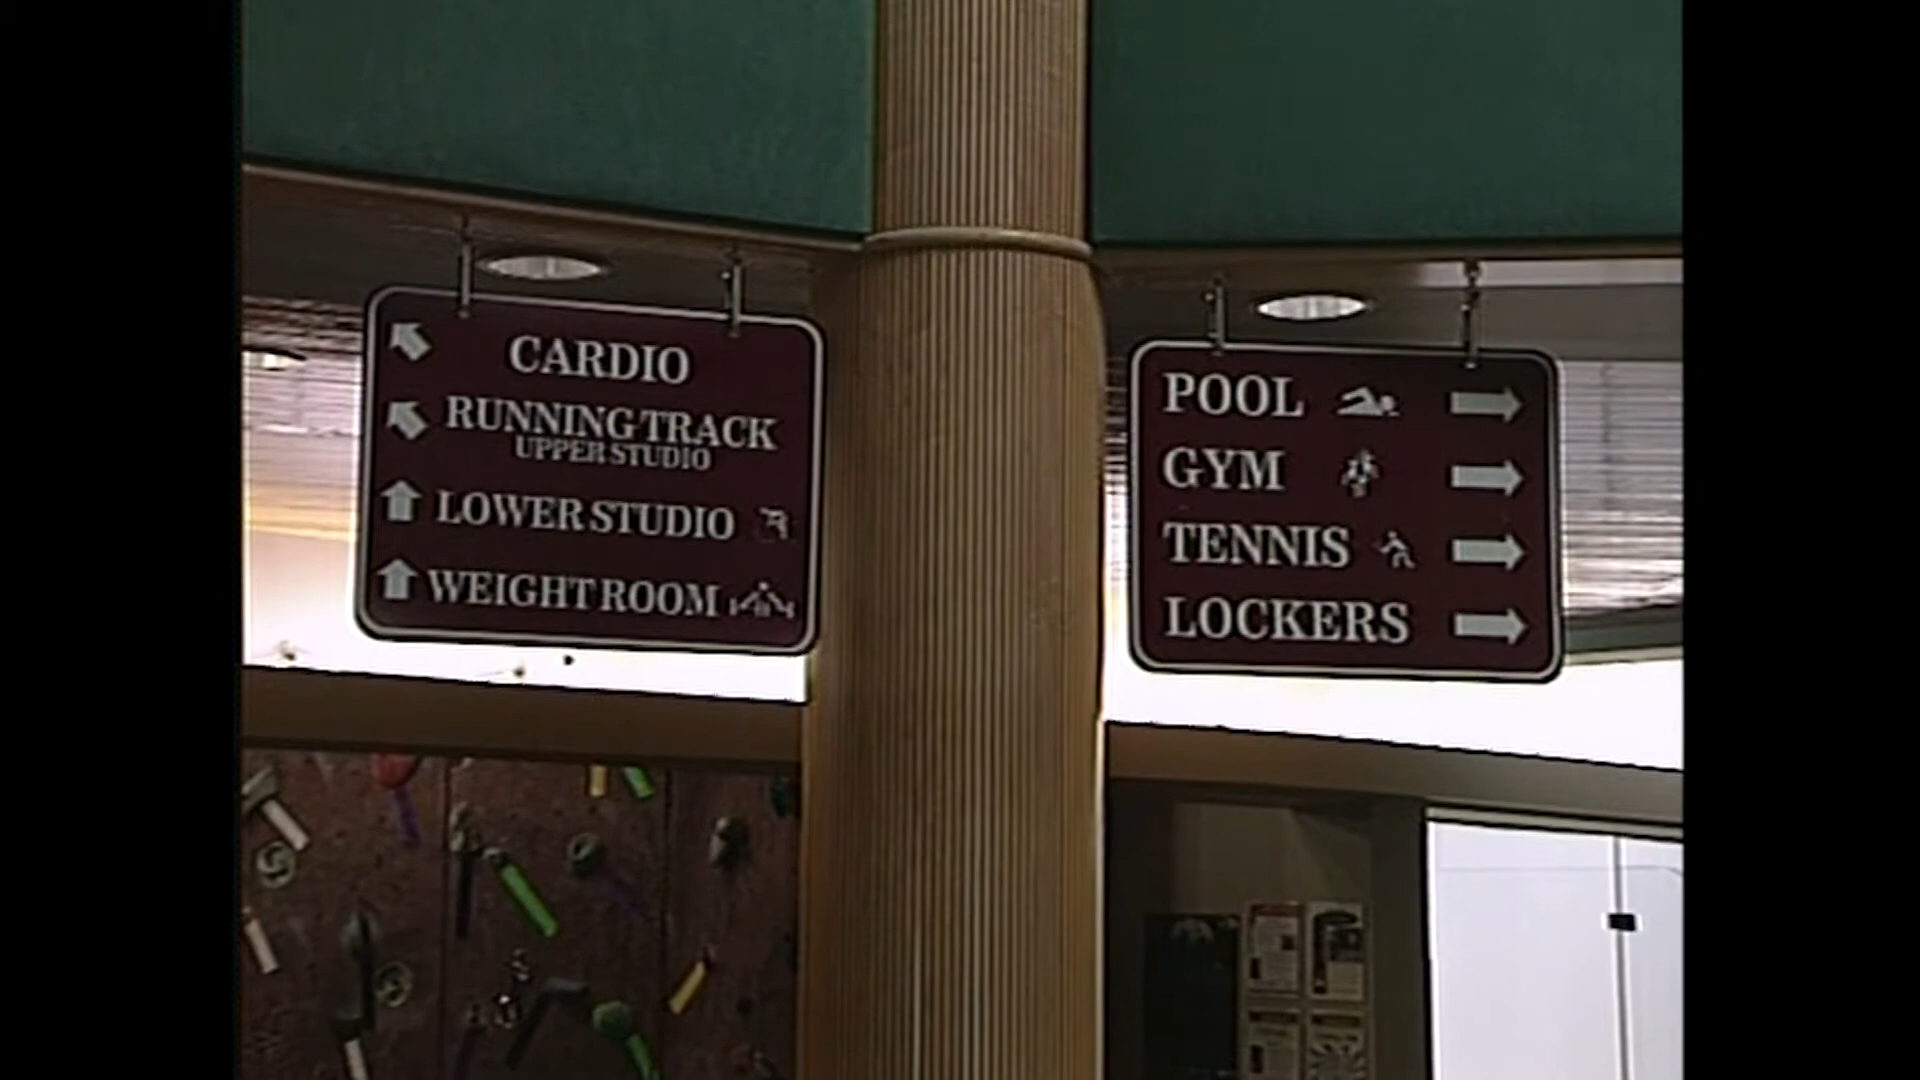 CARDIO
RUNNING TRACK
UPPER STUDIO
LOWER STUDIO
WEIGHT ROOM
POOL
GYM
TENNIS
LOCKERS